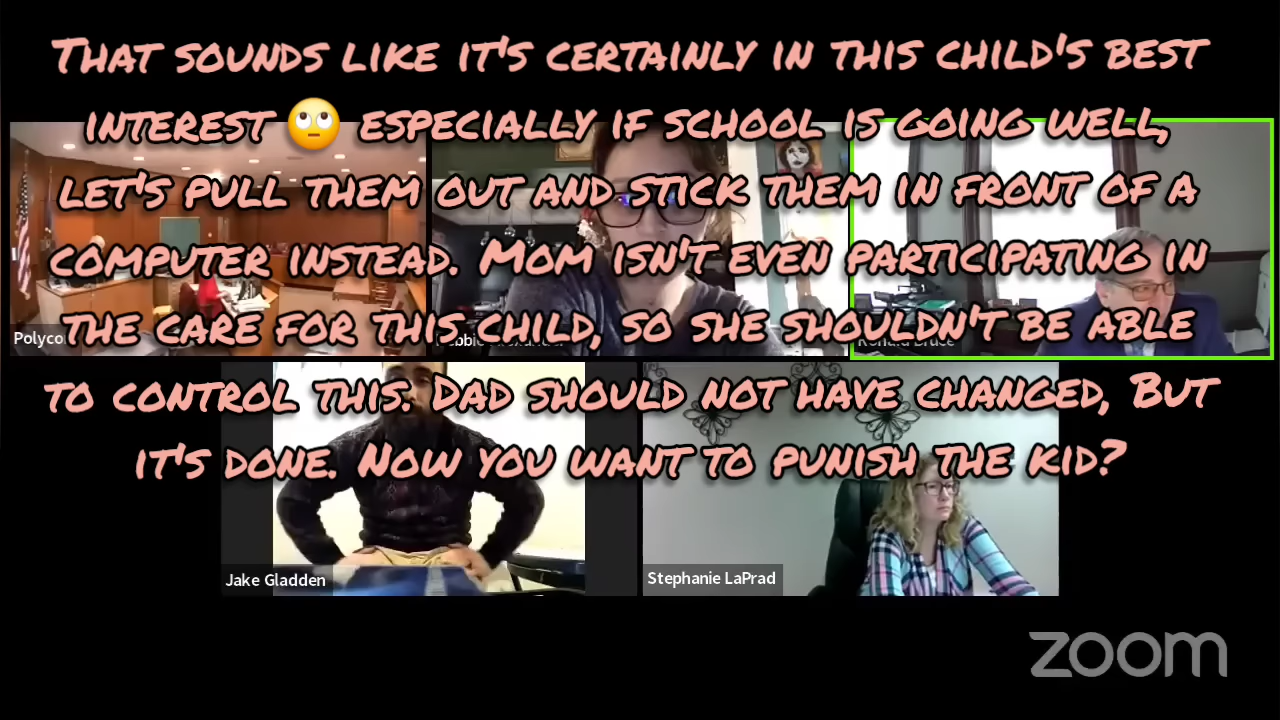 That sounds like it's certainly in this child's best
interest 🙄 especially if school is going well,
let's pull them out and stick them in front of a
computer instead. Mom isn't even participating in
the care for this child, so she shouldn't be able
to control this. Dad should not have changed, But
it's done. Now you want to punish the kid?
Polyco
Ronald Bruce
Jake Gladden
Stephanie LaPrad
zoom